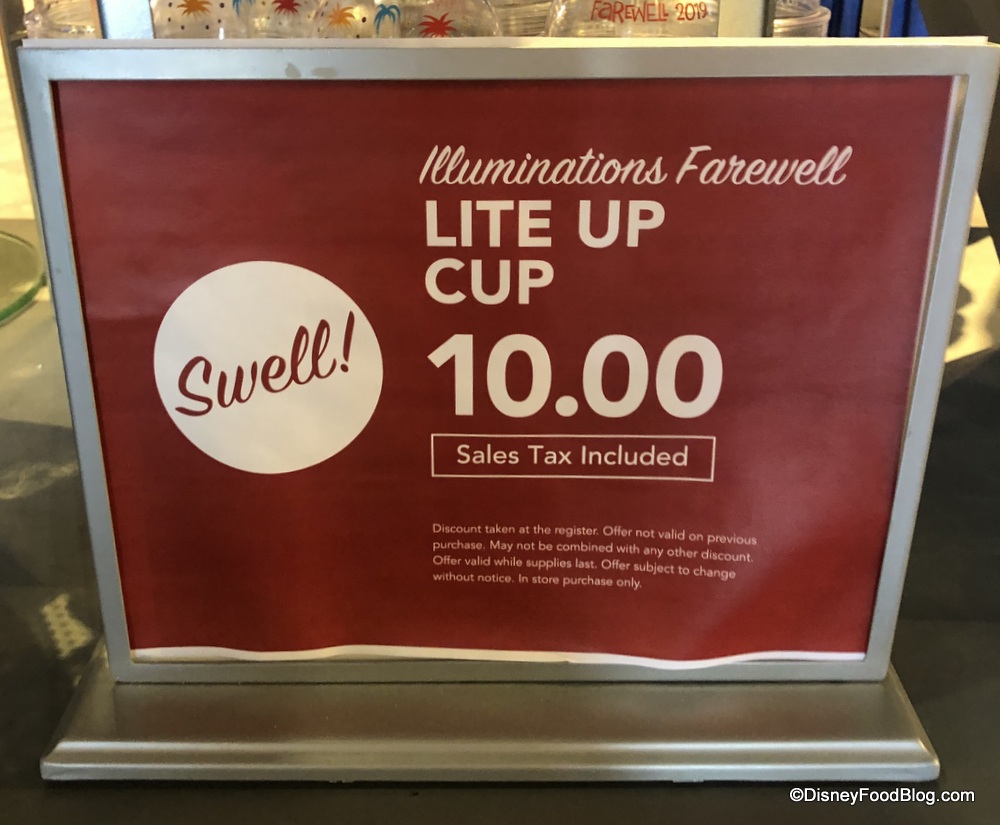 FAREWELL 2019
Illuminations Farewell
LITE UP
CUP
Swell!
10.00
Sales Tax Included
Discount taken at the register. Offer not valid on previous
purchase. May not be combined with any other discount.
Offer valid while supplies last. Offer subject to change
without notice. In store purchase only.
©DisneyFoodBlog.com